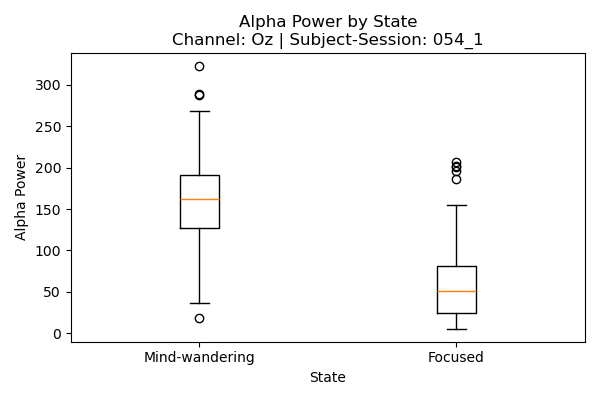 Alpha Power by State
Channel: Oz | Subject-Session: 054_1
300
250
200
150
100
50
0
Alpha Power
Mind-wandering
Focused
State